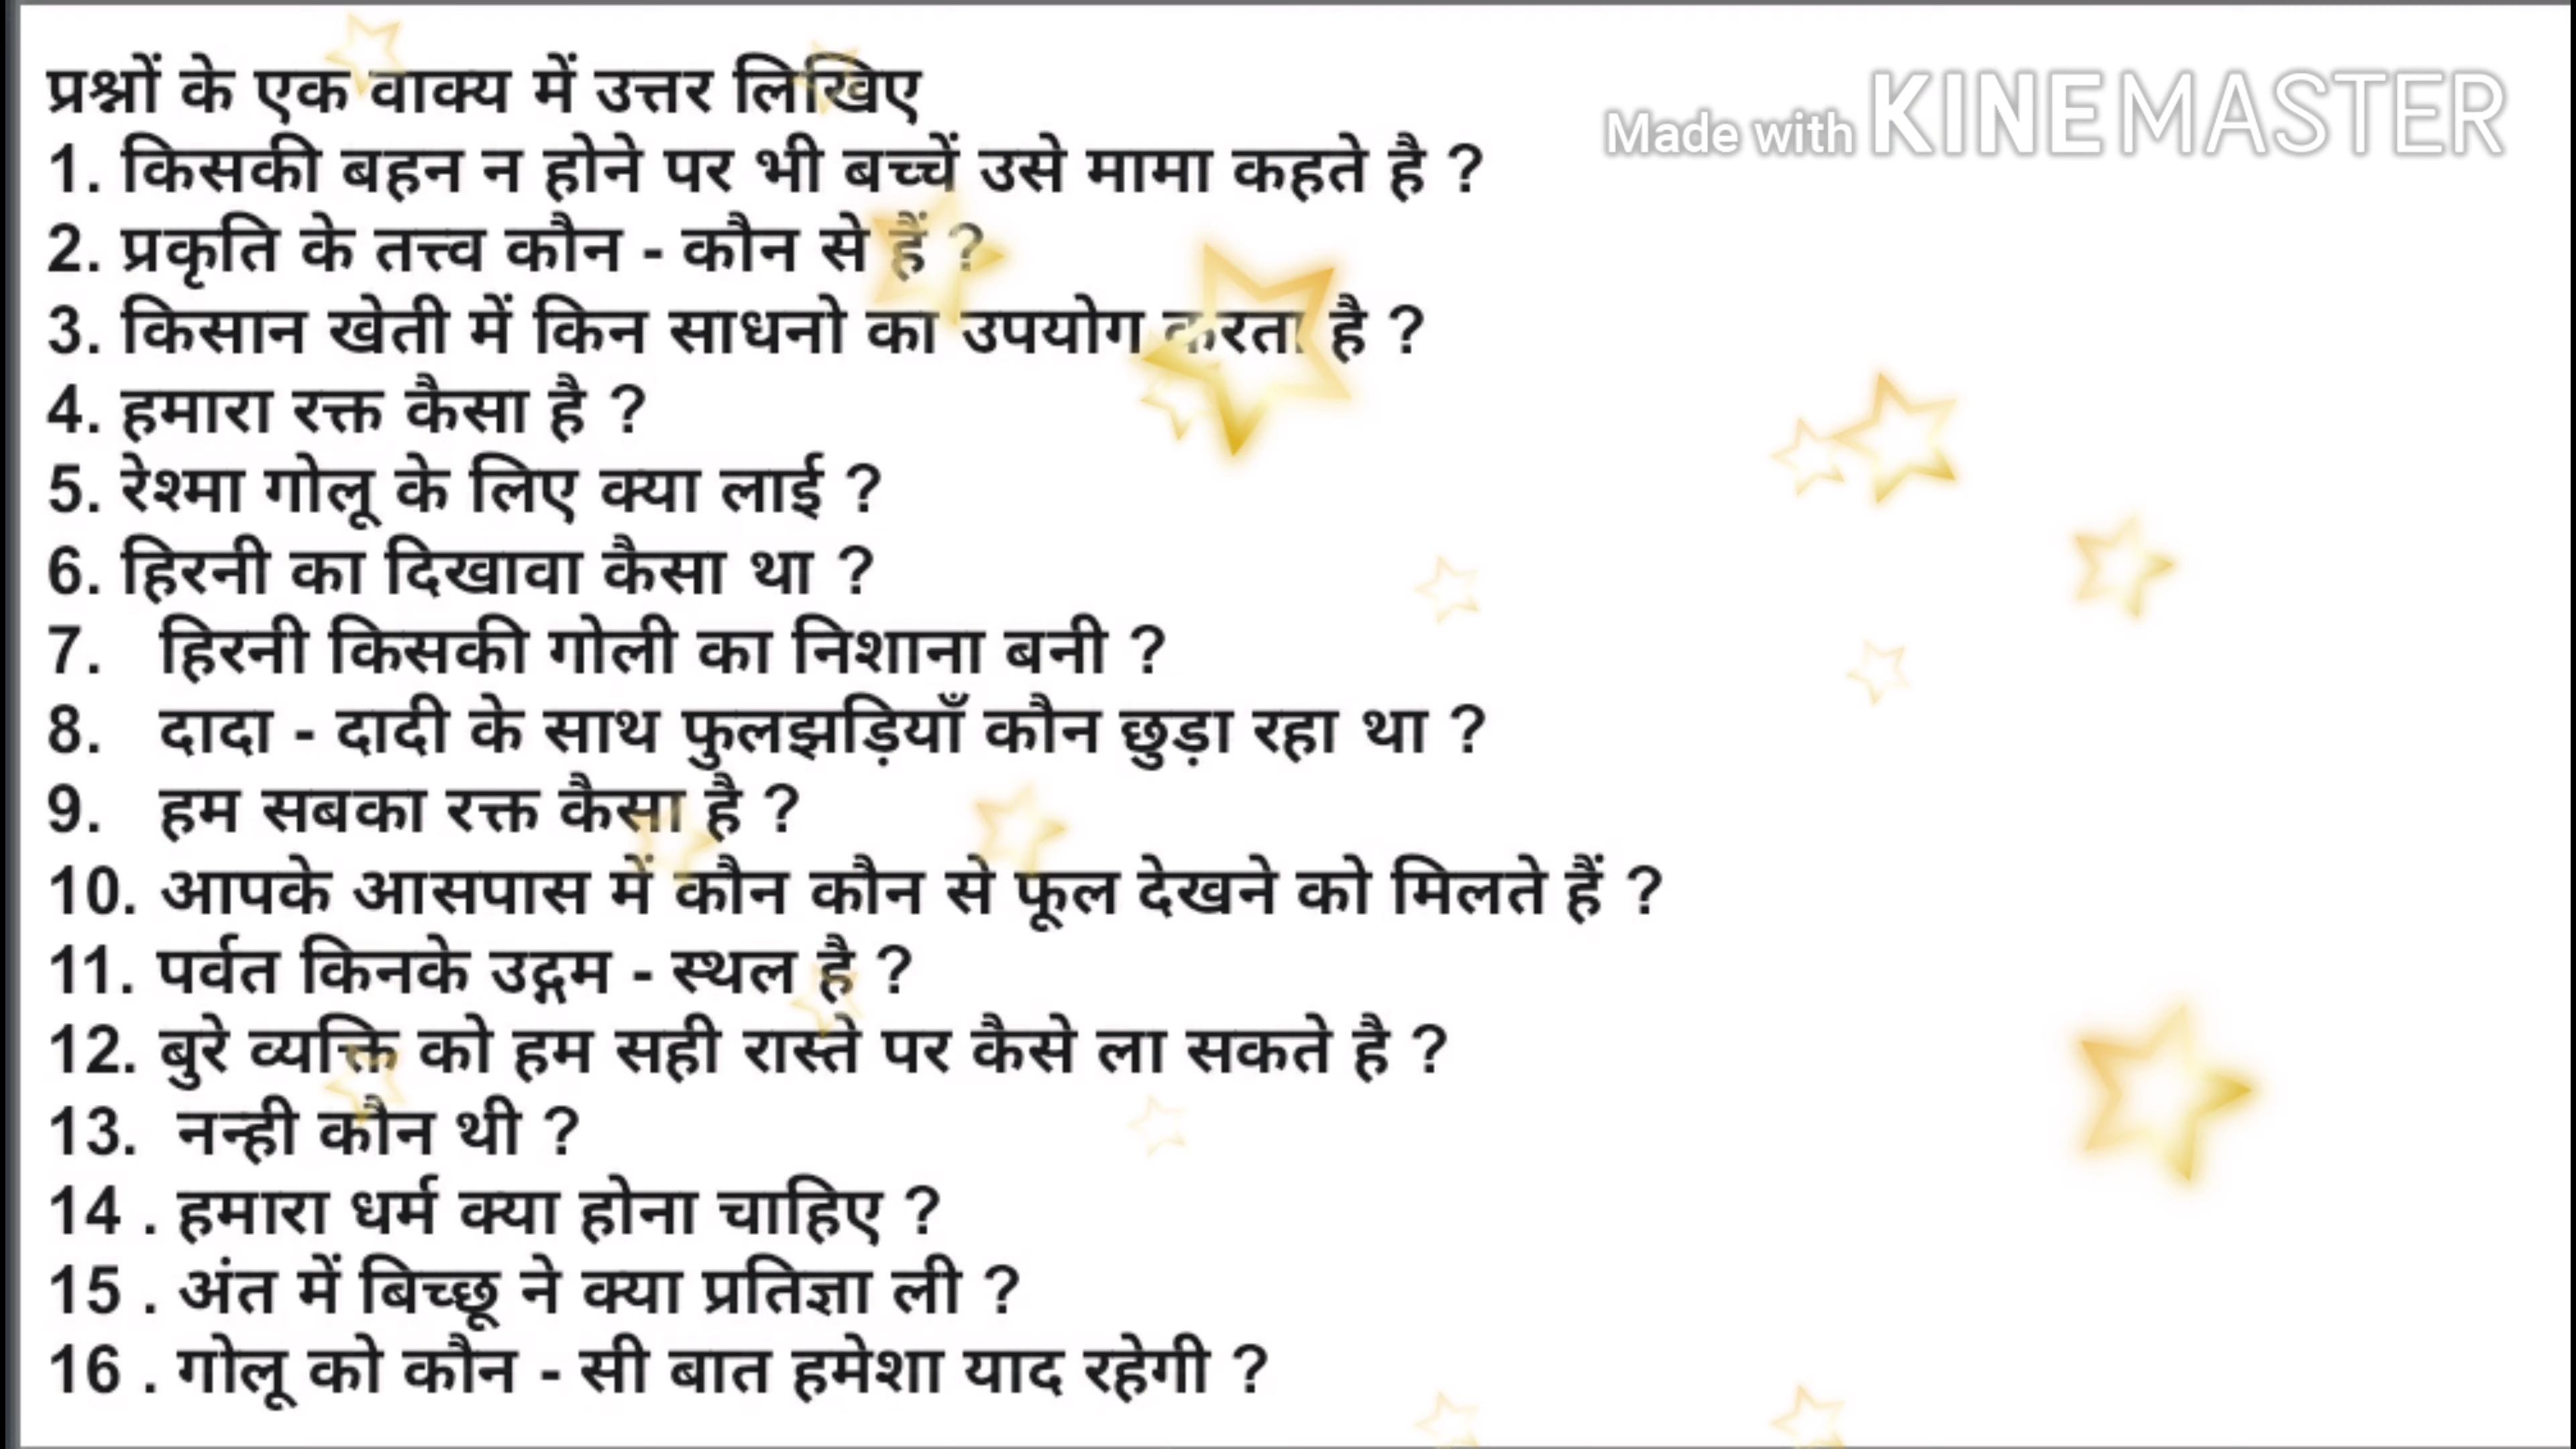 प्रश्नों के एक वाक्य में उत्तर लिखिए
Made with KINEMASTER
1. किसकी बहन न होने पर भी बच्चें उसे मामा कहते है ?
2. प्रकृति के तत्त्व कौन - कौन से हैं ?
3. किसान खेती में किन साधनो का उपयोग करता है ?
4. हमारा रक्त कैसा है ?
5. रेश्मा गोलू के लिए क्या लाई ?
6. हिरनी का दिखावा कैसा था ?
7. हिरनी किसकी गोली का निशाना बनी ?
8. दादा - दादी के साथ फुलझड़ियाँ कौन छुड़ा रहा था ?
9. हम सबका रक्त कैसा है ?
10. आपके आसपास में कौन कौन से फूल देखने को मिलते हैं ?
11. पर्वत किनके उद्गम - स्थल है ?
12. बुरे व्यक्ति को हम सही रास्ते पर कैसे ला सकते है ?
13. नन्ही कौन थी ?
14 . हमारा धर्म क्या होना चाहिए ?
15 . अंत में बिच्छू ने क्या प्रतिज्ञा ली ?
16 . गोलू को कौन - सी बात हमेशा याद रहेगी ?